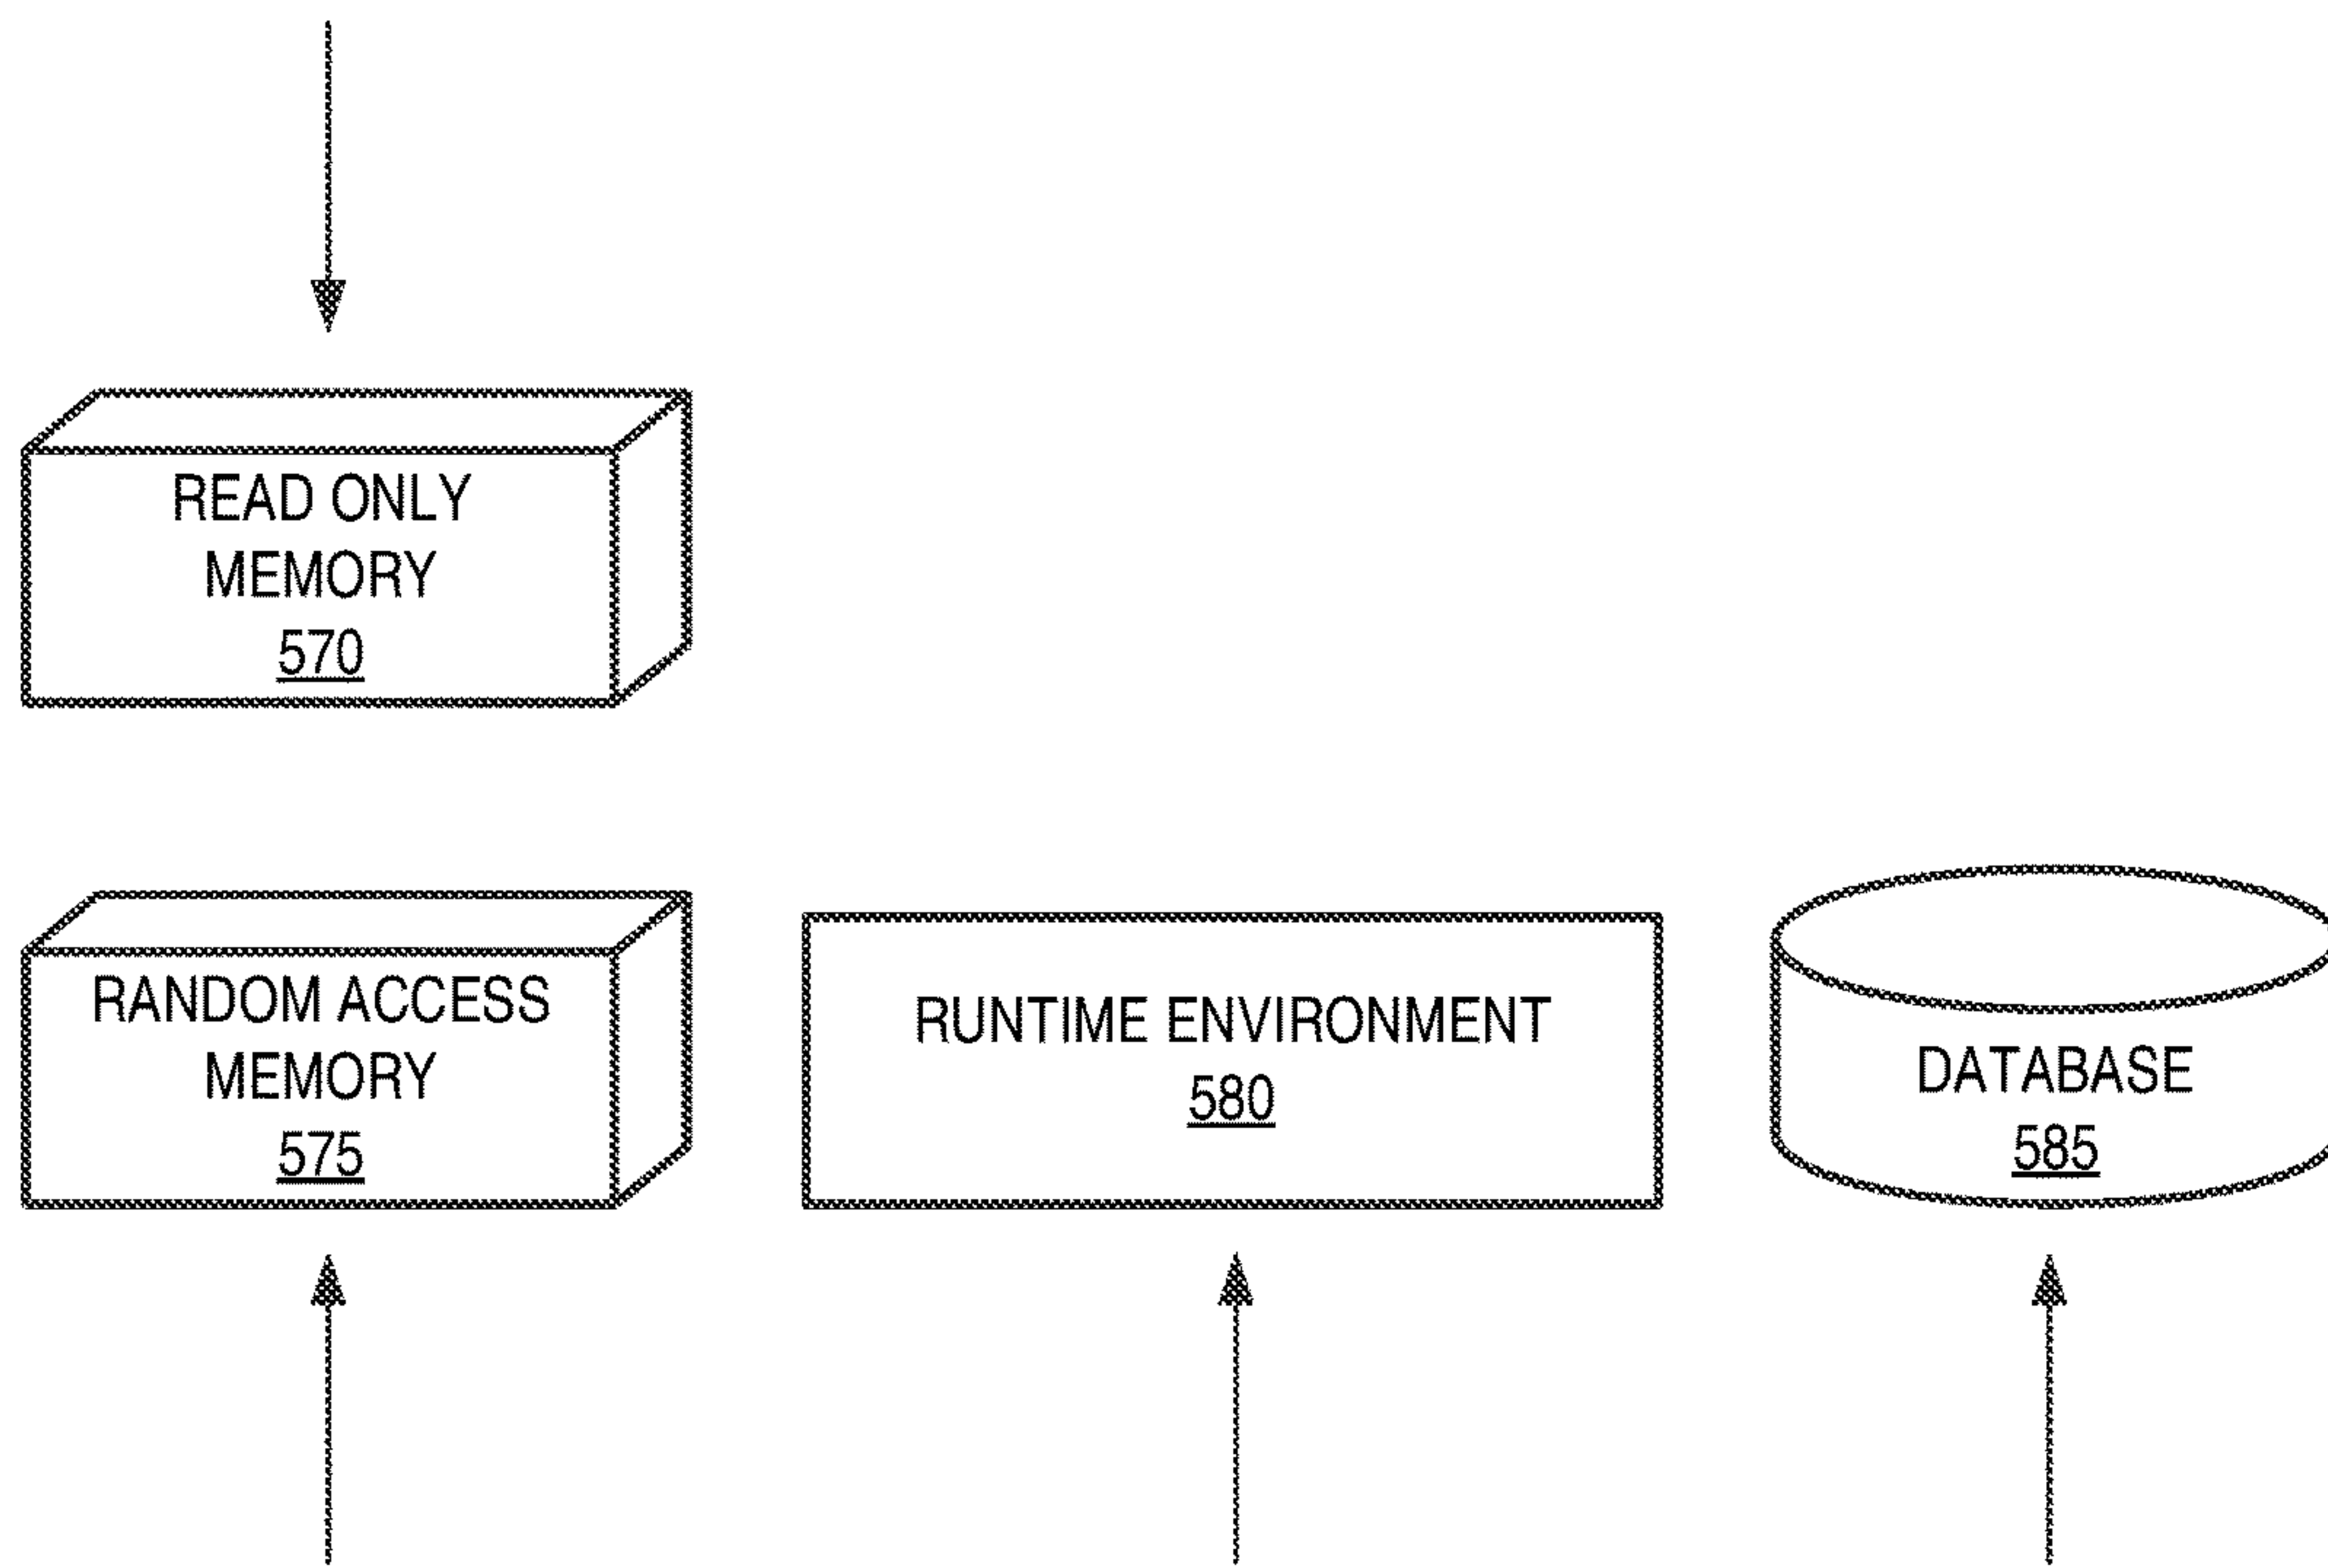 READ ONLY
MEMORY
570
RANDOM ACCESS
MEMORY
575
RUNTIME ENVIRONMENT
580
DATABASE
585